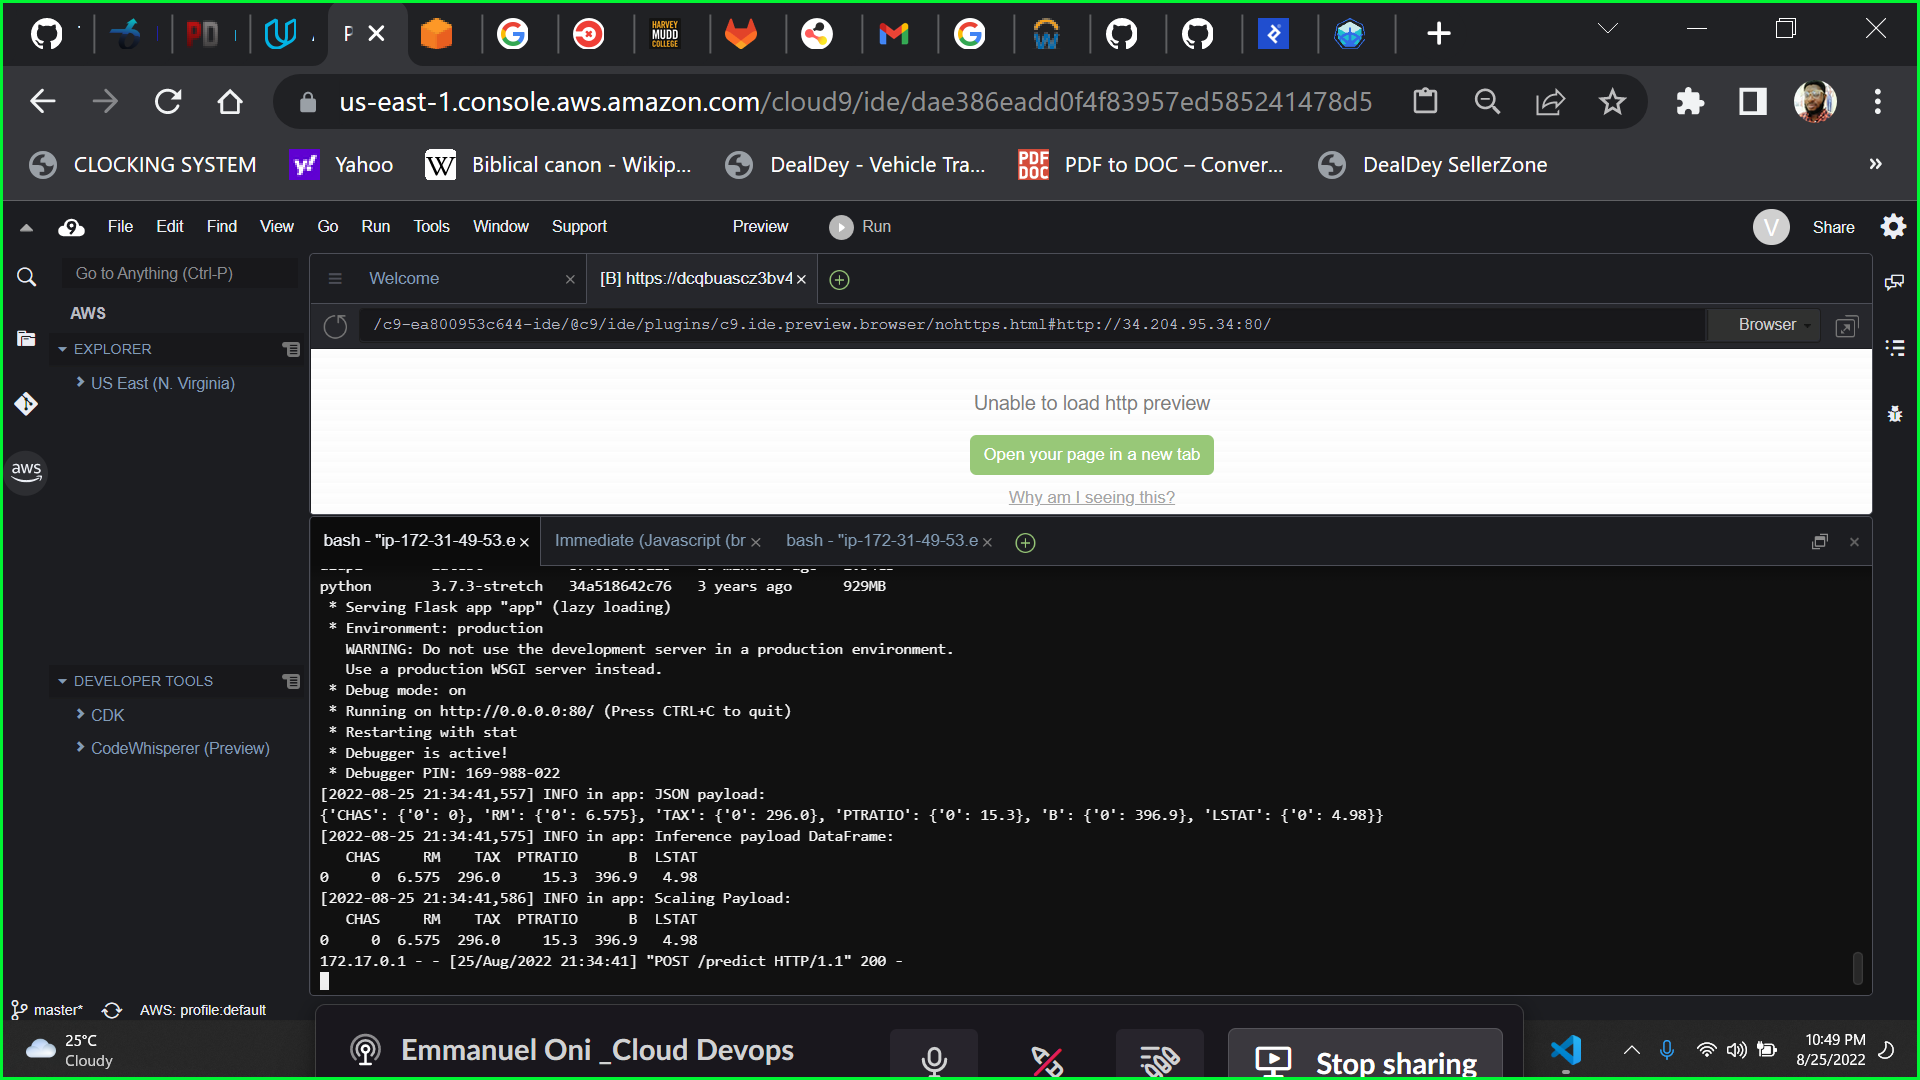 P
HARVEY MUDD COLLEGE
us-east-1.console.aws.amazon.com/cloud9/ide/dae386eadd0f4f83957ed585241478d5
CLOCKING SYSTEM
Yahoo
Biblical canon - Wikip...
DealDey - Vehicle Tra...
PDF to DOC – Conver...
DealDey SellerZone
»
File Edit Find View Go Run Tools Window Support Preview Run V Share
Go to Anything (Ctrl-P)
Welcome
[B] https://dcqbuascz3bv4
AWS
/c9-ea800953c644-ide/@c9/ide/plugins/c9.ide.preview.browser/nohttps.html#http://34.204.95.34:80/
Browser
EXPLORER
US East (N. Virginia)
Unable to load http preview
Open your page in a new tab
Why am I seeing this?
aws
bash - "ip-172-31-49-53.e
Immediate (Javascript (br
bash - "ip-172-31-49-53.e
python 3.7.3-stretch 34a518642c76 3 years ago 929MB
* Serving Flask app "app" (lazy loading)
* Environment: production
WARNING: Do not use the development server in a production environment.
Use a production WSGI server instead.
* Debug mode: on
* Running on http://0.0.0.0:80/ (Press CTRL+C to quit)
* Restarting with stat
* Debugger is active!
* Debugger PIN: 169-988-022
[2022-08-25 21:34:41,557] INFO in app: JSON payload:
{'CHAS': {'0': 0}, 'RM': {'0': 6.575}, 'TAX': {'0': 296.0}, 'PTRATIO': {'0': 15.3}, 'B': {'0': 396.9}, 'LSTAT': {'0': 4.98}}
[2022-08-25 21:34:41,575] INFO in app: Inference payload DataFrame:
CHAS RM TAX PTRATIO B LSTAT
0 0 6.575 296.0 15.3 396.9 4.98
[2022-08-25 21:34:41,586] INFO in app: Scaling Payload:
CHAS RM TAX PTRATIO B LSTAT
0 0 6.575 296.0 15.3 396.9 4.98
172.17.0.1 - - [25/Aug/2022 21:34:41] "POST /predict HTTP/1.1" 200 -
DEVELOPER TOOLS
CDK
CodeWhisperer (Preview)
master*
AWS: profile:default
25°C
Cloudy
Emmanuel Oni _Cloud Devops
Stop sharing
10:49 PM
8/25/2022